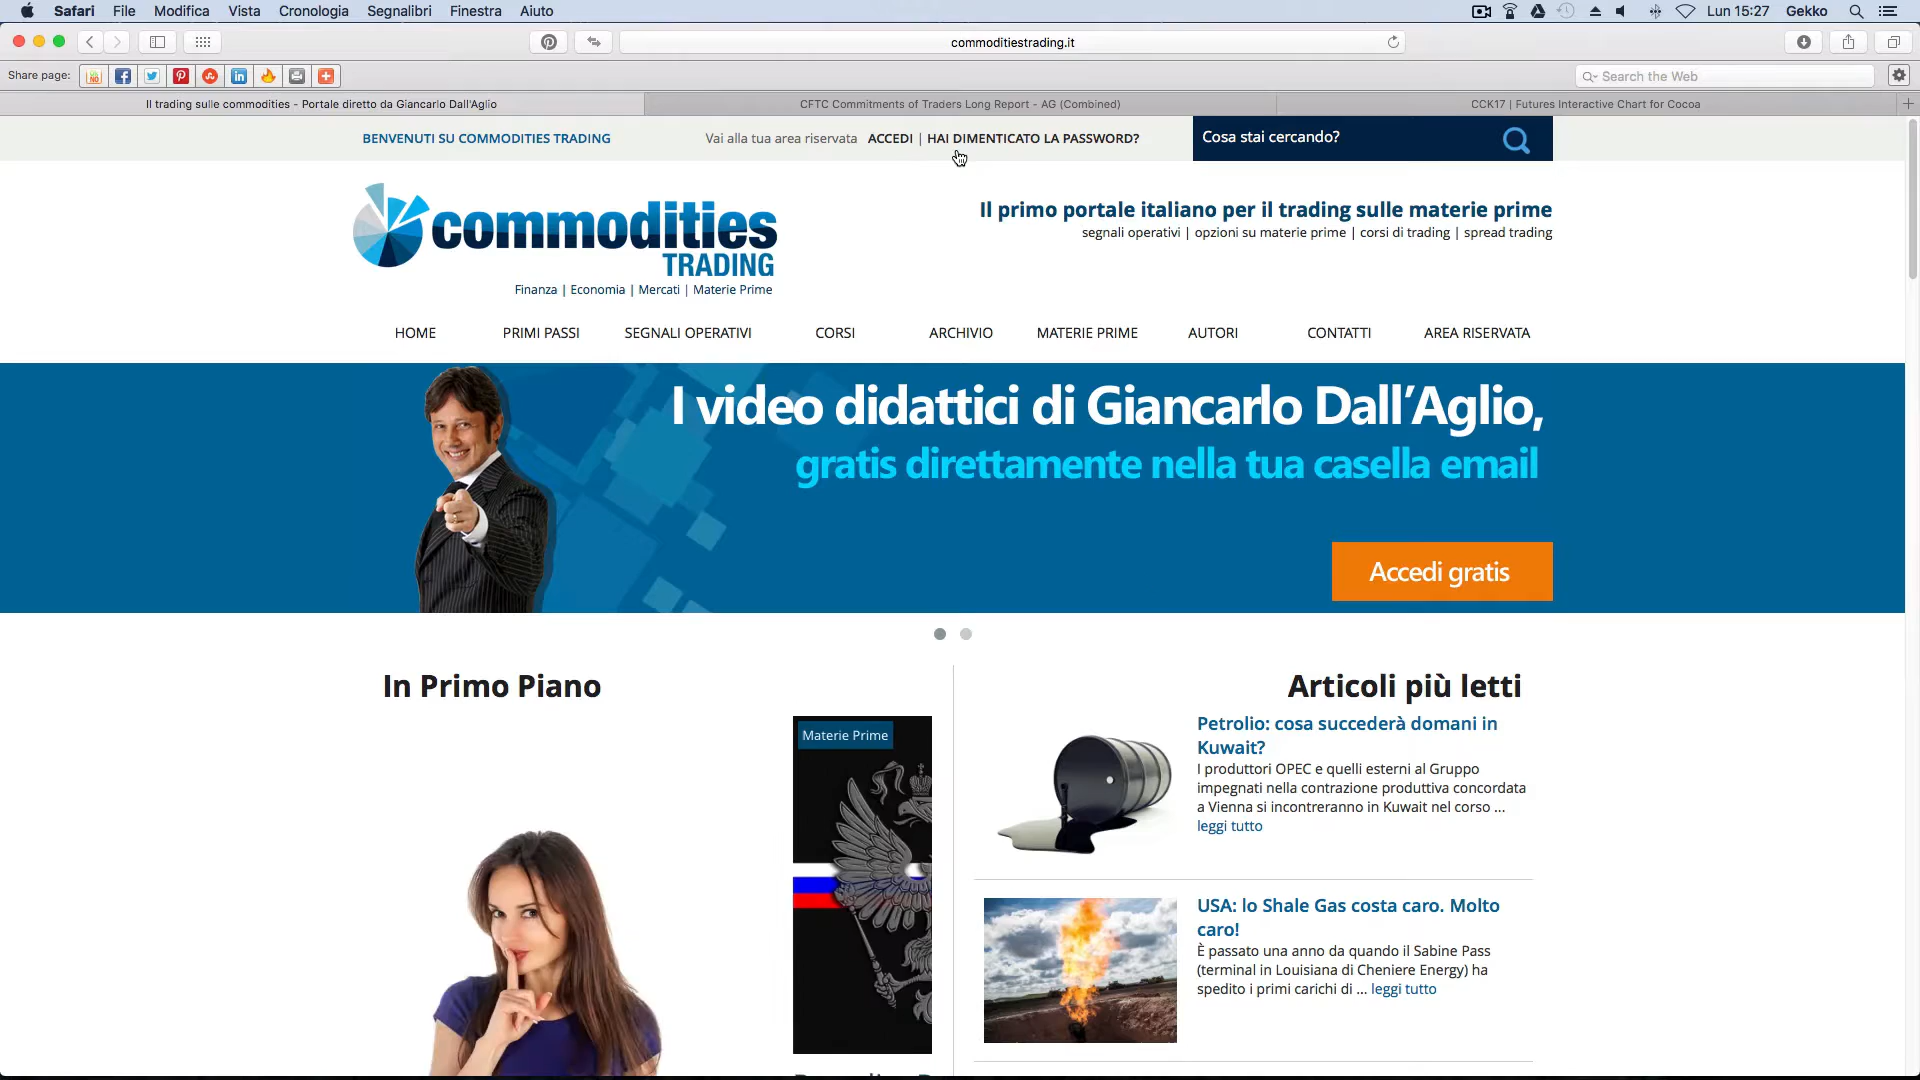 Safari File Modifica Vista Cronologia Segnalibri Finestra Aiuto Lun 15:27 Gekko
commoditiestrading.it
Share page: Search the Web
Il trading sulle commodities - Portale diretto da Giancarlo Dall'Aglio CFTC Commitments of Traders Long Report - AG (Combined) CCK17 | Futures Interactive Chart for Cocoa
BENVENUTI SU COMMODITIES TRADING Vai alla tua area riservata ACCEDI | HAI DIMENTICATO LA PASSWORD? Cosa stai cercando?
commodities
TRADING
Finanza | Economia | Mercati | Materie Prime
Il primo portale italiano per il trading sulle materie prime
segnali operativi | opzioni su materie prime | corsi di trading | spread trading
HOME PRIMI PASSI SEGNALI OPERATIVI CORSI ARCHIVIO MATERIE PRIME AUTORI CONTATTI AREA RISERVATA
I video didattici di Giancarlo Dall'Aglio,
gratis direttamente nella tua casella email
Accedi gratis
In Primo Piano
Materie Prime
Articoli più letti
Petrolio: cosa succederà domani in
Kuwait?
I produttori OPEC e quelli esterni al Gruppo
impegnati nella contrazione produttiva concordata
a Vienna si incontreranno in Kuwait nel corso ...
leggi tutto
USA: lo Shale Gas costa caro. Molto
caro!
È passato una anno da quando il Sabine Pass
(terminal in Louisiana di Cheniere Energy) ha
spedito i primi carichi di ... leggi tutto